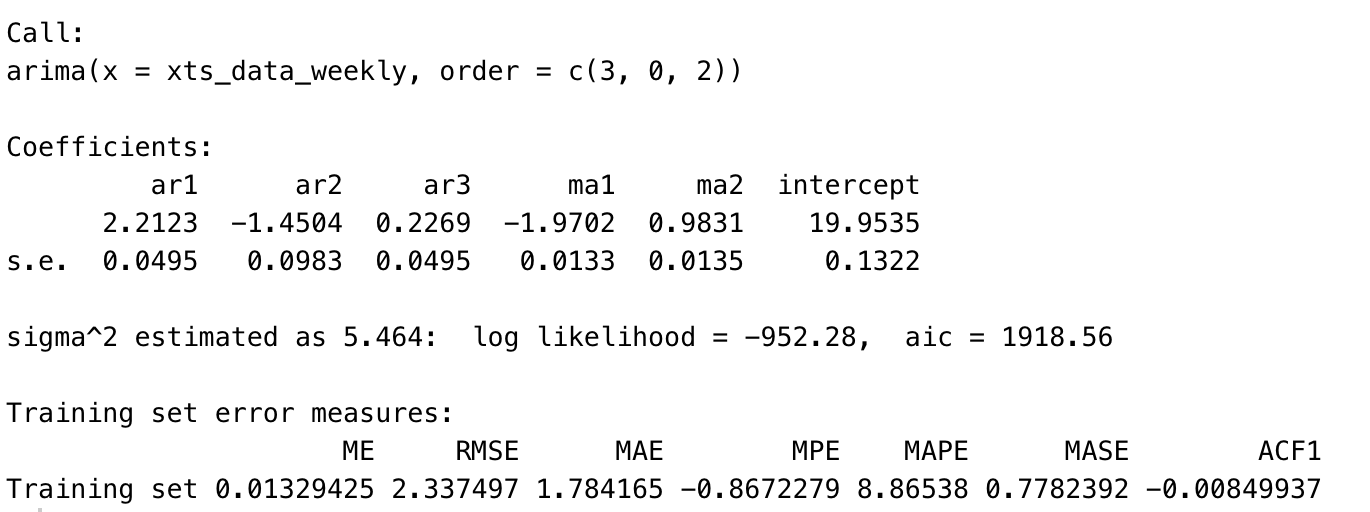 Call:
arima(x = xts_data_weekly, order = c(3, 0, 2))
Coefficients:
ar1 ar2 ar3 ma1 ma2 intercept
2.2123 −1.4504 0.2269 −1.9702 0.9831 19.9535
s.e. 0.0495 0.0983 0.0495 0.0133 0.0135 0.1322
sigma^2 estimated as 5.464: log likelihood = −952.28, aic = 1918.56
Training set error measures:
ME RMSE MAE MPE MAPE MASE ACF1
Training set 0.01329425 2.337497 1.784165 −0.8672279 8.86538 0.7782392 −0.00849937